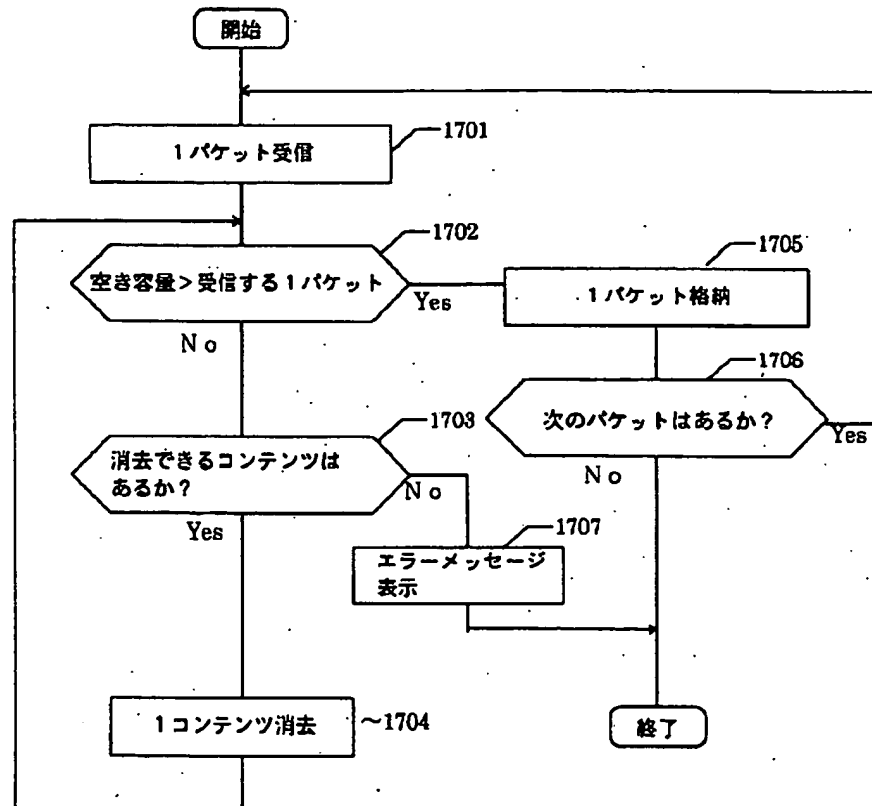 開始
1701
1パケット受信
1702
空き容量>受信する1パケット
Yes
No
1705
1パケット格納
1706
次のパケットはあるか?
Yes
No
1703
消去できるコンテンツは
あるか?
No
Yes
1707
エラーメッセージ
表示
1コンテンツ消去
~1704
終了